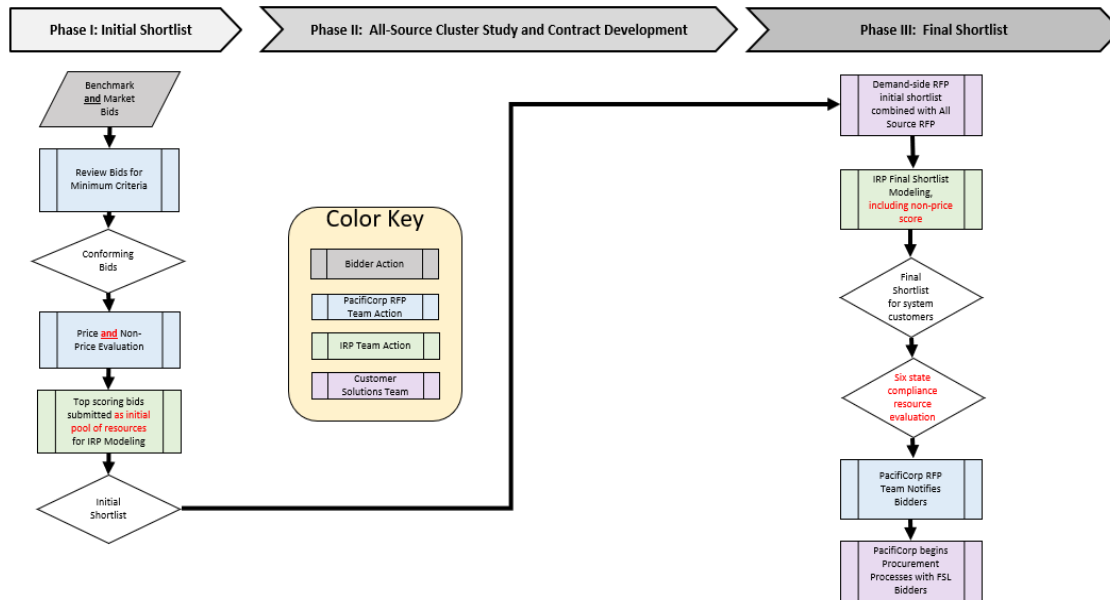 Phase I: Initial Shortlist
Phase II: All-Source Cluster Study and Contract Development
Phase III: Final Shortlist
Benchmark
and Market
Bids
Review Bids for
Minimum Criteria
Conforming
Bids
Price and Non-
Price Evaluation
Top scoring bids
submitted as initial
pool of resources
for IRP Modeling
Initial
Shortlist
Color Key
Bidder Action
PacifiCorp RFP
Team Action
IRP Team Action
Customer
Solutions Team
Demand-side RFP
initial shortlist
combined with All
Source RFP
IRP Final Shortlist
Modeling,
including non-price
score
Final
Shortlist
for system
customers
Six state
compliance
resource
evaluation
PacifiCorp RFP
Team Notifies
Bidders
PacifiCorp begins
Procurement
Processes with FSL
Bidders